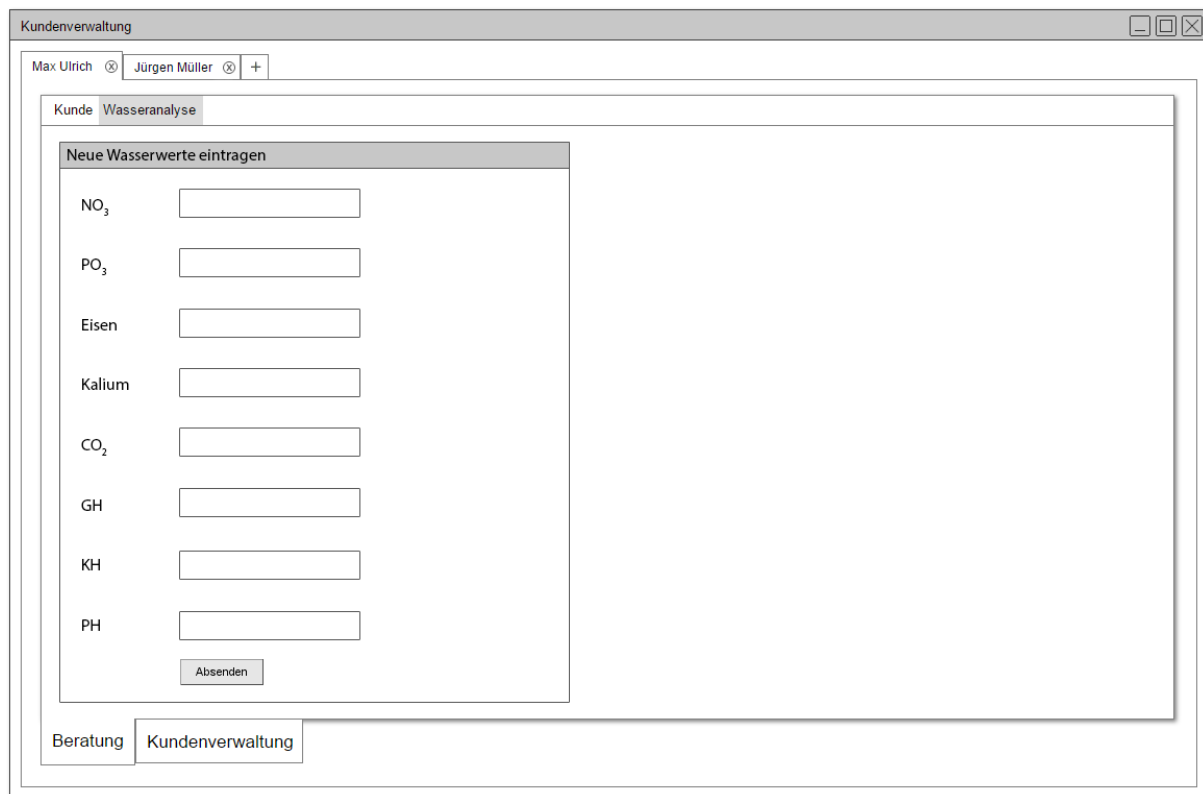 Kundenverwaltung
Max Ulrich Jürgen Müller +
Kunde Wasseranalyse
Neue Wasserwerte eintragen
NO₃
PO₃
Eisen
Kalium
CO₂
GH
KH
PH
Absenden
Beratung Kundenverwaltung